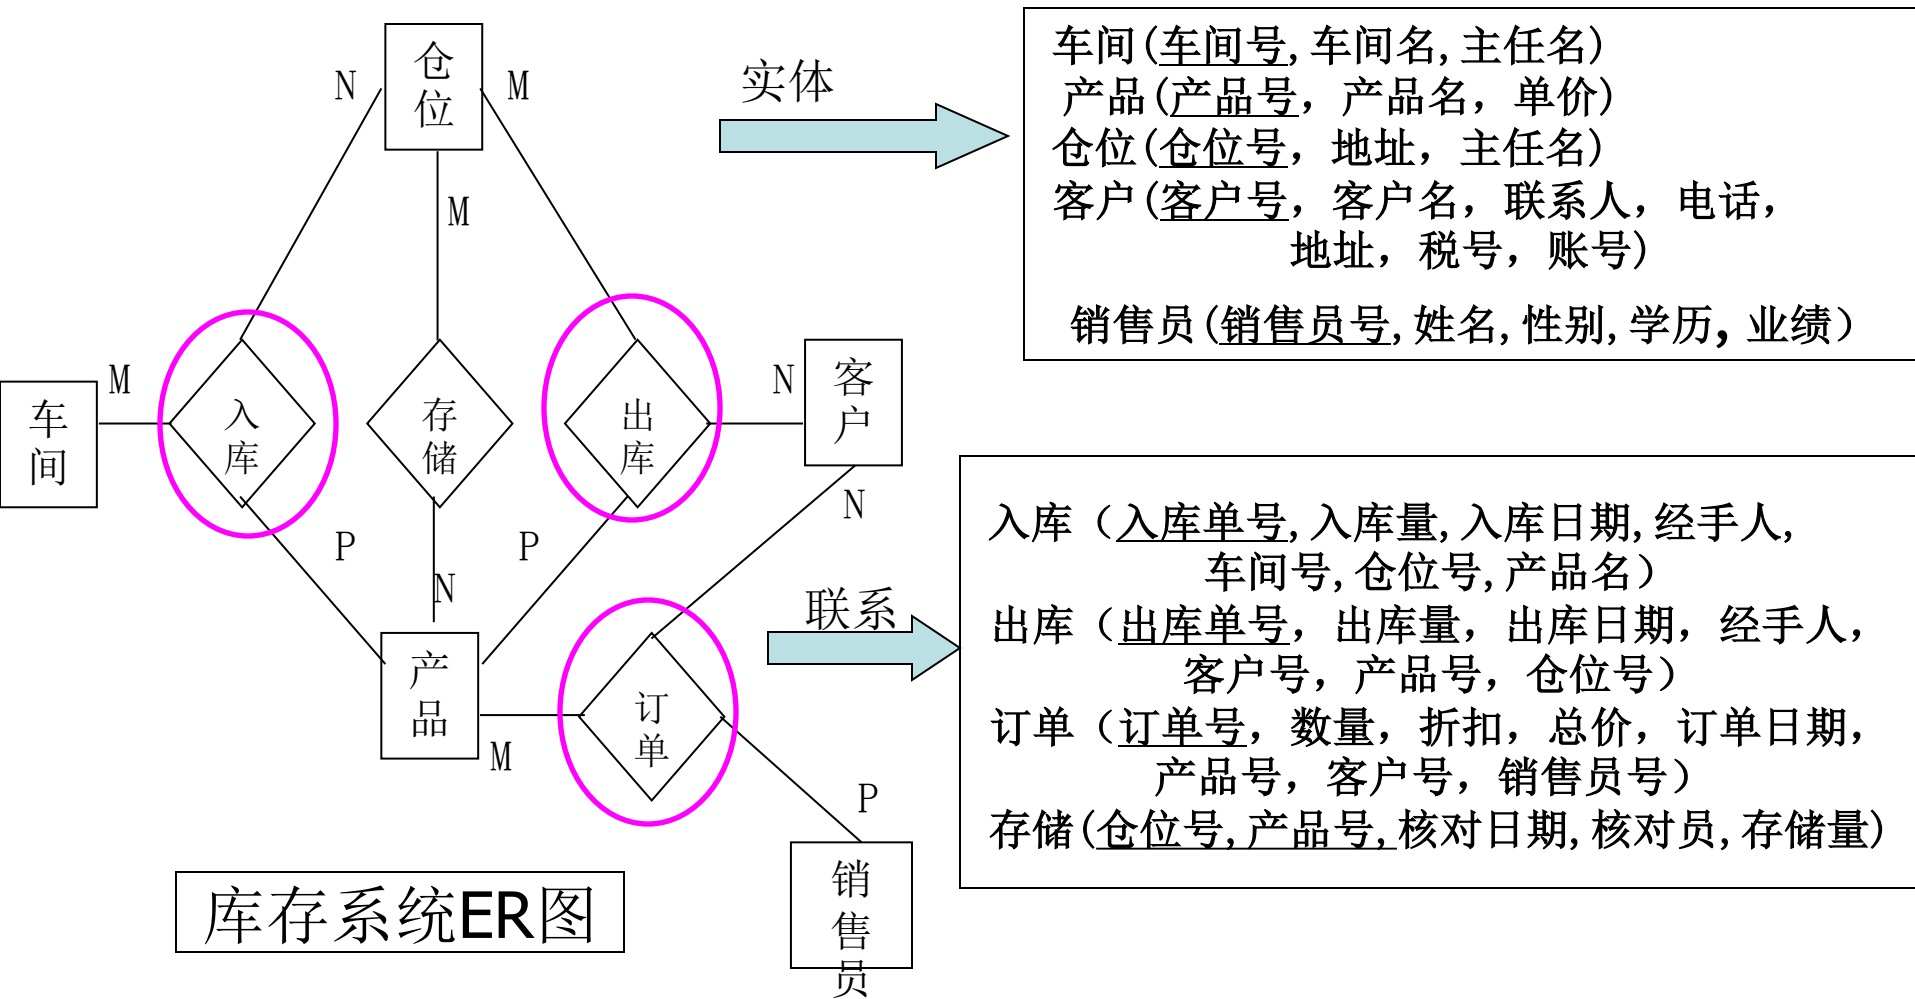 仓位
N
M
M
实体
车间(车间号,车间名,主任名)
产品(产品号，产品名，单价)
仓位(仓位号，地址，主任名)
客户(客户号，客户名，联系人，电话，
地址，税号，账号)
销售员(销售员号,姓名,性别,学历,业绩）
车间
M
入库
存储
出库
N
客户
P
N
P
N
产品
M
订单
联系
P
销售员
入库（入库单号,入库量,入库日期,经手人,
车间号,仓位号,产品名）
出库（出库单号，出库量，出库日期，经手人，
客户号，产品号，仓位号）
订单（订单号，数量，折扣，总价，订单日期，
产品号，客户号，销售员号）
存储(仓位号,产品号,核对日期,核对员,存储量)
库存系统ER图